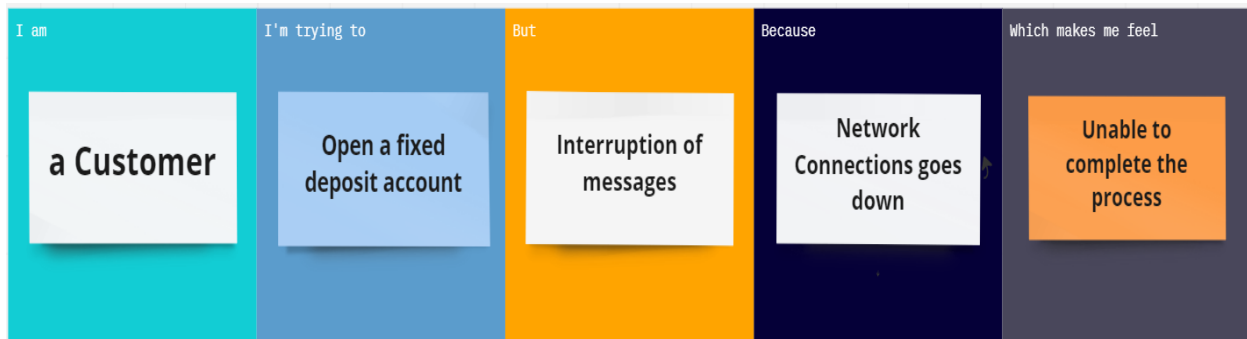 I am
a Customer
I'm trying to
Open a fixed
deposit account
But
Interruption of
messages
Because
Network
Connections goes
down
Which makes me feel
Unable to
complete the
process